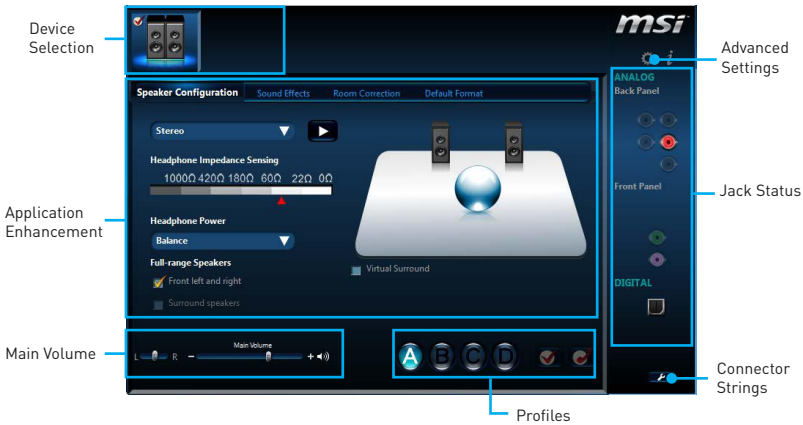 Device
Selection
msi
Advanced
Settings
Speaker Configuration Sound Effects Room Correction Default Format
ANALOG
Back Panel
Stereo
Headphone Impedance Sensing
1000Ω 420Ω 180Ω 60Ω 22Ω 0Ω
Application
Enhancement
Headphone Power
Balance
Full-range Speakers
Front left and right
Surround speakers
Virtual Surround
Front Panel
Jack Status
DIGITAL
Main Volume
Main Volume
L R - +
A B C D
Connector
Strings
Profiles